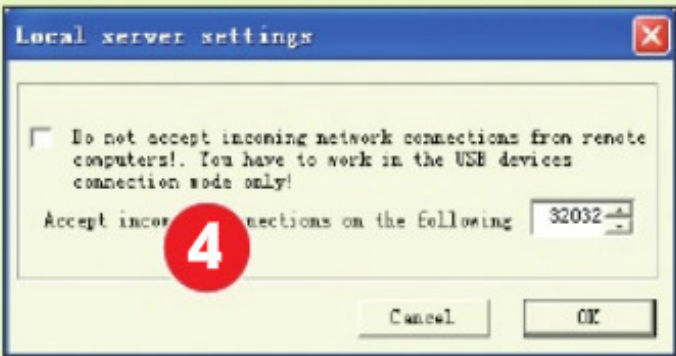 Local server settings
Do not accept incoming network connections from remote
computers!. You have to work in the USB devices
connection mode only!
Accept incom nections on the following 32032
4
Cancel OK